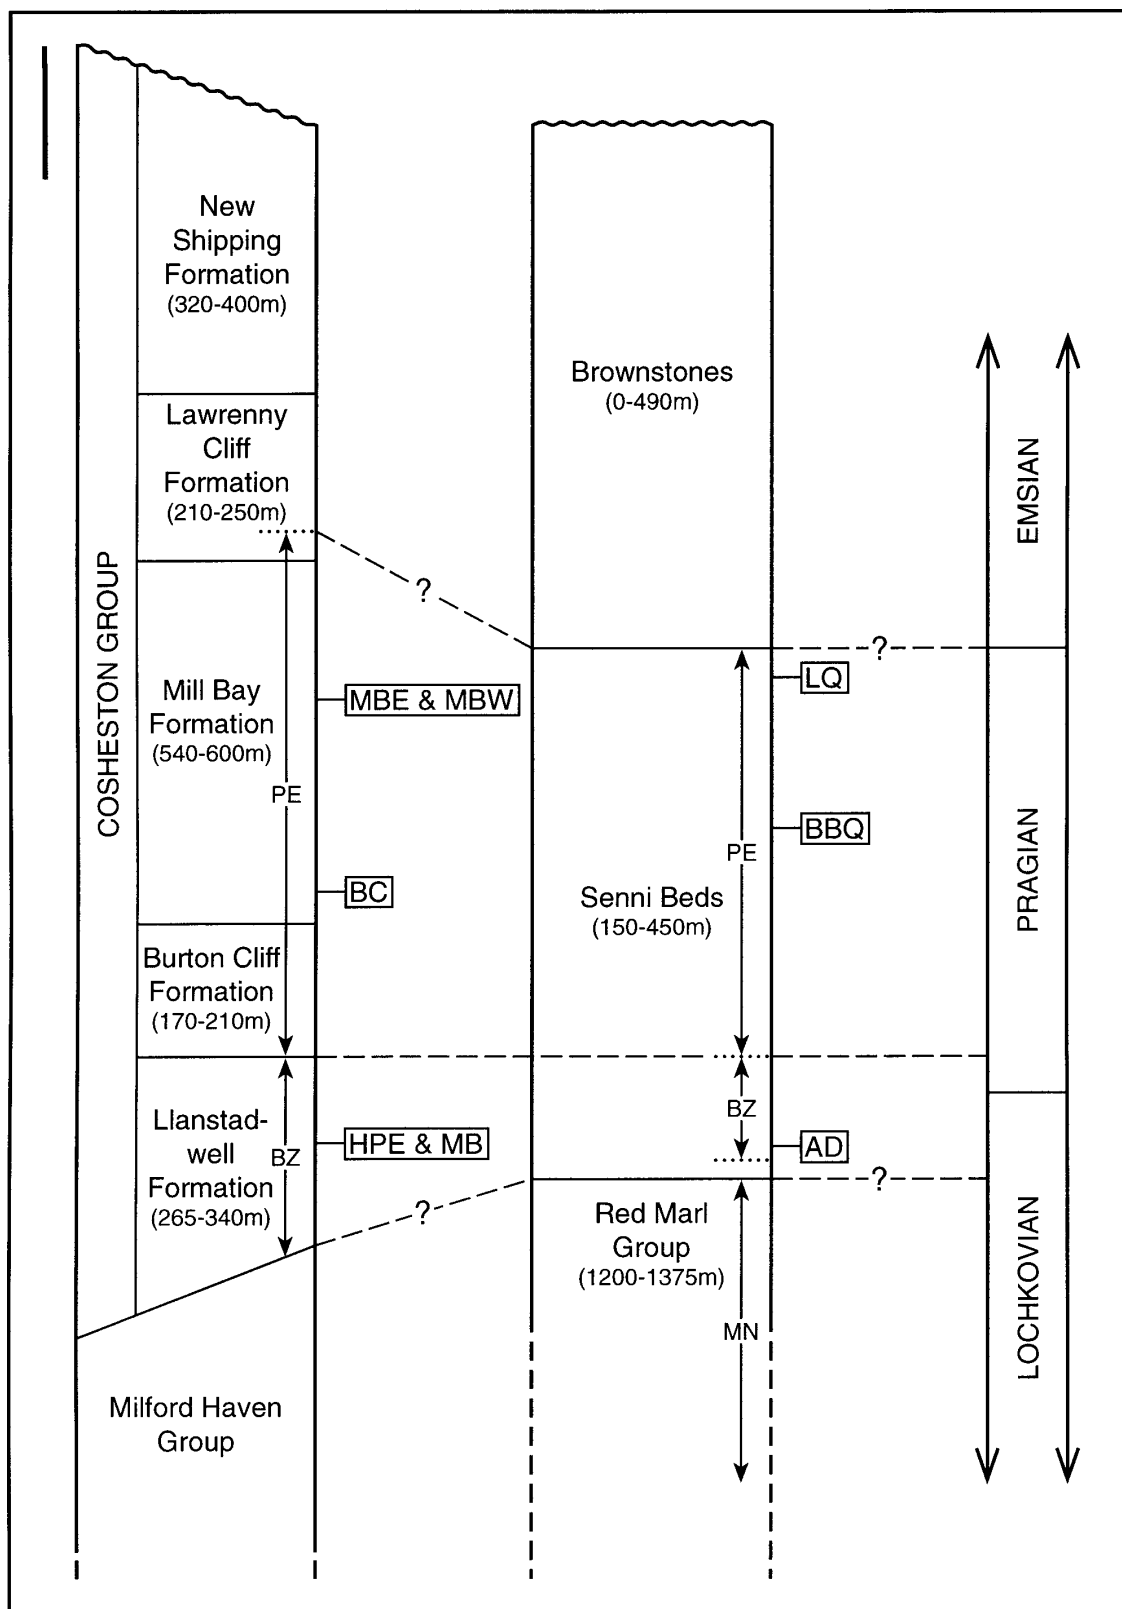 COSHESTON GROUP
New
Shipping
Formation
(320-400m)
Lawrenny
Cliff
Formation
(210-250m)
Mill Bay
Formation
(540-600m)
PE
Burton Cliff
Formation
(170-210m)
Llanstad-
well
Formation
(265-340m)
BZ
Milford Haven
Group
MBE & MBW
BC
HPE & MB
?
?
Brownstones
(0-490m)
Senni Beds
(150-450m)
PE
BZ
Red Marl
Group
(1200-1375m)
MN
LQ
BBQ
AD
?
?
EMSIAN
PRAGIAN
LOCHKOVIAN